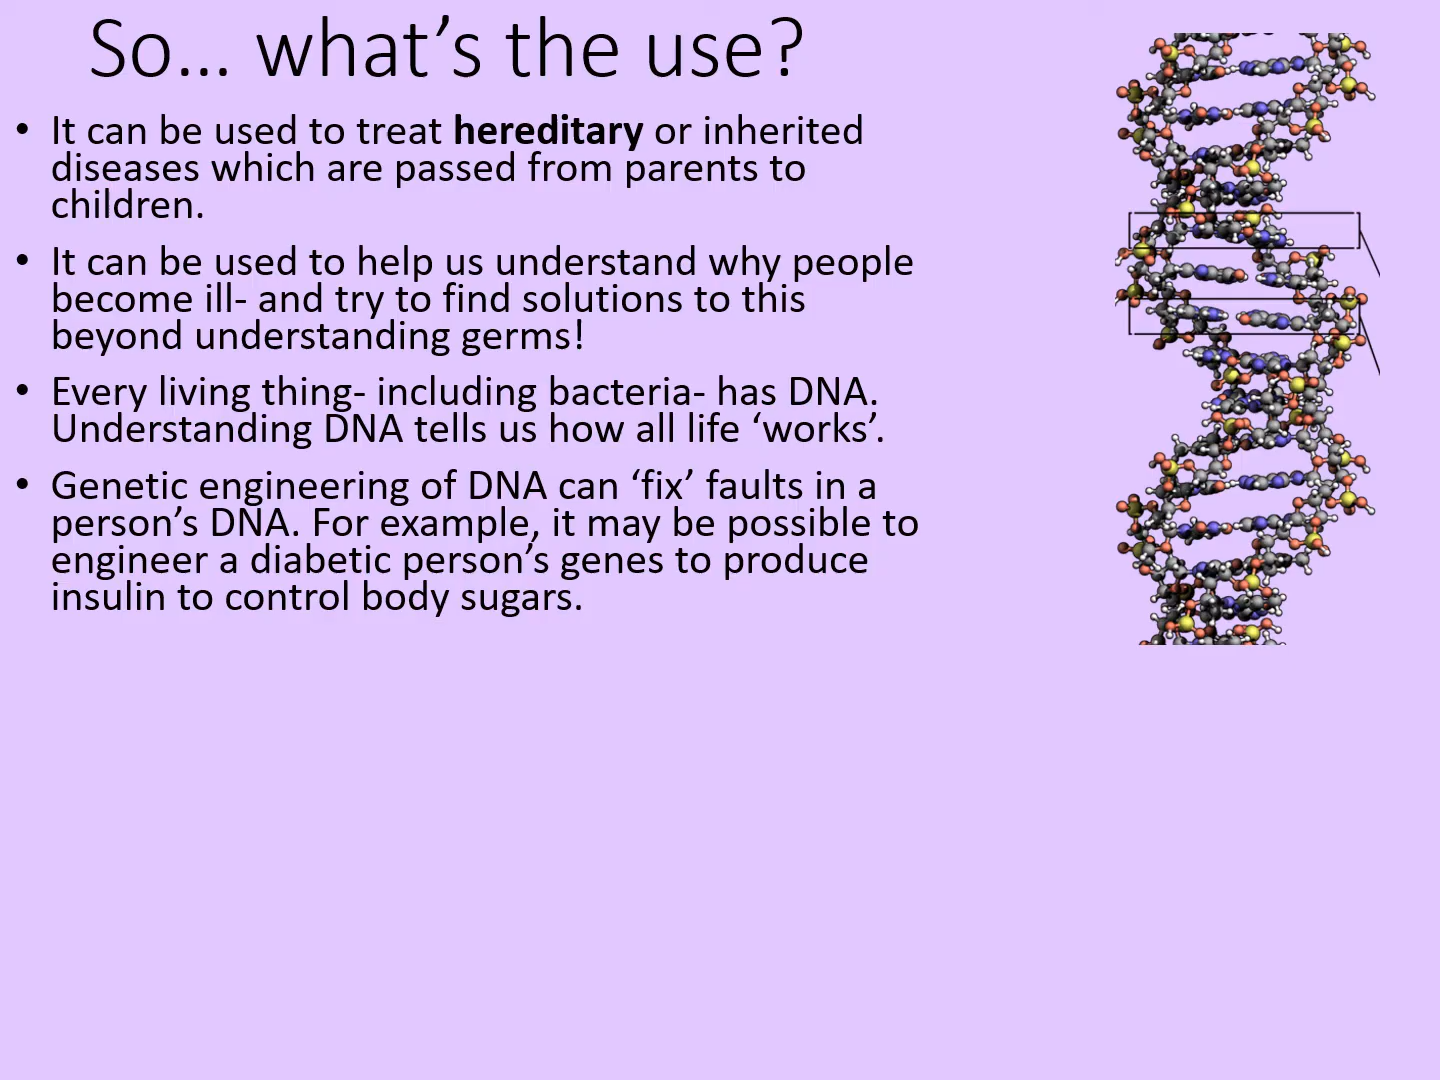 So… what’s the use?
• It can be used to treat hereditary or inherited
diseases which are passed from parents to
children.
• It can be used to help us understand why people
become ill- and try to find solutions to this
beyond understanding germs!
• Every living thing- including bacteria- has DNA.
Understanding DNA tells us how all life ‘works’.
• Genetic engineering of DNA can ‘fix’ faults in a
person’s DNA. For example, it may be possible to
engineer a diabetic person’s genes to produce
insulin to control body sugars.